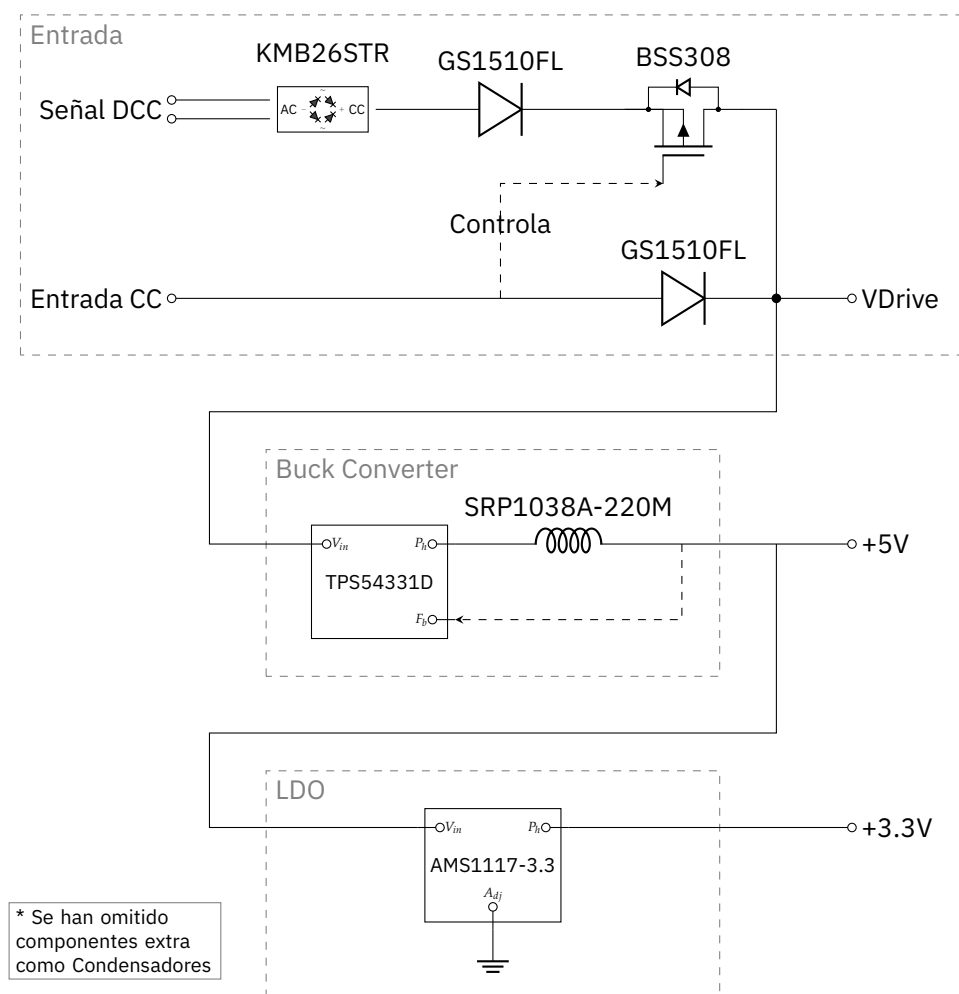 Entrada
KMB26STR
GS1510FL
BSS308
Señal DCC
AC - ~ ~ + CC
Controla
GS1510FL
Entrada CC
VDrive
Buck Converter
SRP1038A-220M
Vin
Ph
+5V
TPS54331D
Fb
LDO
Vin
Ph
+3.3V
AMS1117-3.3
Adj
* Se han omitido
componentes extra
como Condensadores